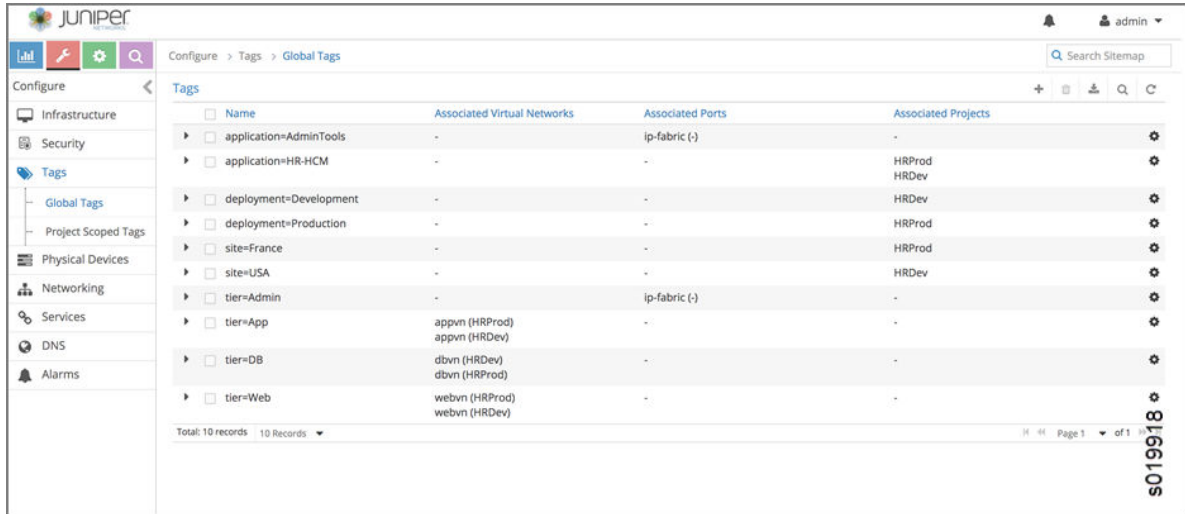 JUNIPER
NETWORKS
admin
Configure > Tags > Global Tags
Search Sitemap
Configure
Infrastructure
Security
Tags
Global Tags
Project Scoped Tags
Physical Devices
Networking
Services
DNS
Alarms
Tags
Name Associated Virtual Networks Associated Ports Associated Projects
application=AdminTools - ip-fabric (-) -
application=HR-HCM - - HRProd
HRDev
deployment=Development - - HRDev
deployment=Production - - HRProd
site=France - - HRProd
site=USA - - HRDev
tier=Admin - ip-fabric (-) -
tier=App appvn (HRProd) - -
appvn (HRDev)
tier=DB dbvn (HRDev) - -
dbvn (HRProd)
tier=Web webvn (HRProd) - -
webvn (HRDev)
Total: 10 records 10 Records Page 1 of 1
s019918